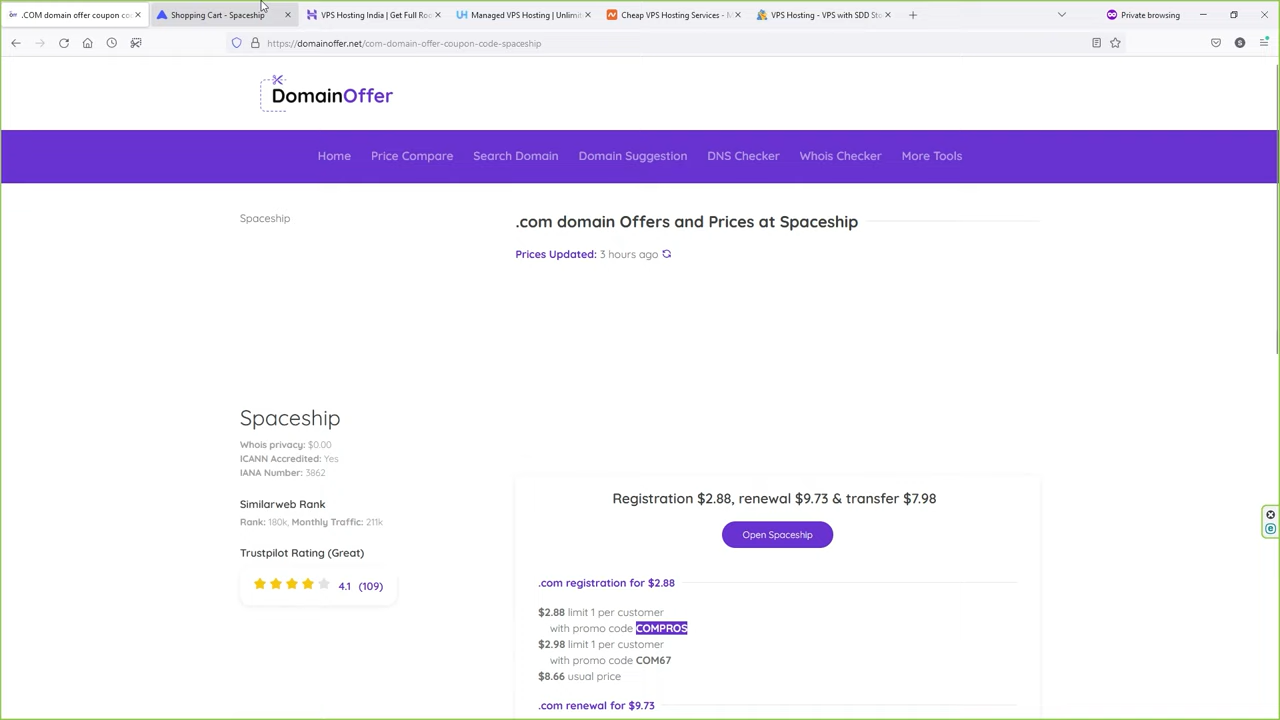 .COM domain offer coupon co
Shopping Cart - Spaceship
VPS Hosting India | Get Full Roo
Managed VPS Hosting | Unlimit
Cheap VPS Hosting Services - M
VPS Hosting - VPS with SDD Sto
Private browsing
https://domainoffer.net/com-domain-offer-coupon-code-spaceship
DomainOffer
Home Price Compare Search Domain Domain Suggestion DNS Checker Whois Checker More Tools
Spaceship
.com domain Offers and Prices at Spaceship
Prices Updated: 3 hours ago
Spaceship
Whois privacy: $0.00
ICANN Accredited: Yes
IANA Number: 3862
Similarweb Rank
Rank: 180k, Monthly Traffic: 211k
Trustpilot Rating (Great)
4.1 (109)
Registration $2.88, renewal $9.73 & transfer $7.98
Open Spaceship
.com registration for $2.88
$2.88 limit 1 per customer
with promo code COMPROS
$2.98 limit 1 per customer
with promo code COM67
$8.66 usual price
.com renewal for $9.73